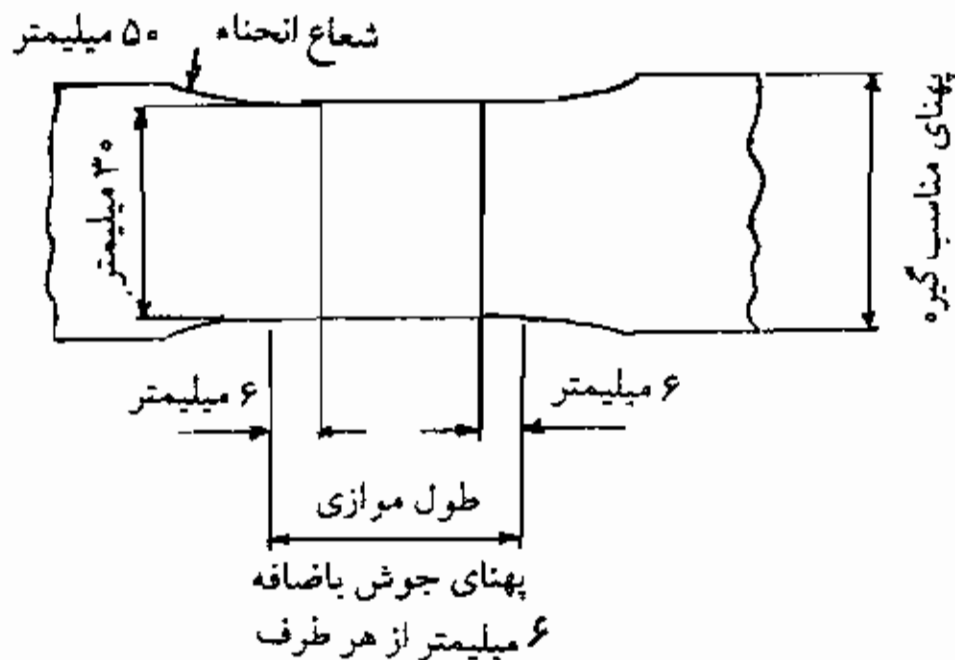 شعاع انحناء ۵۰ میلیمتر
۳۰ میلیمتر
پهنای مناسب گیره
۶ میلیمتر
۶ میلیمتر
طول موازی
پهنای جوش باضافه
۶ میلیمتر از هر طرف